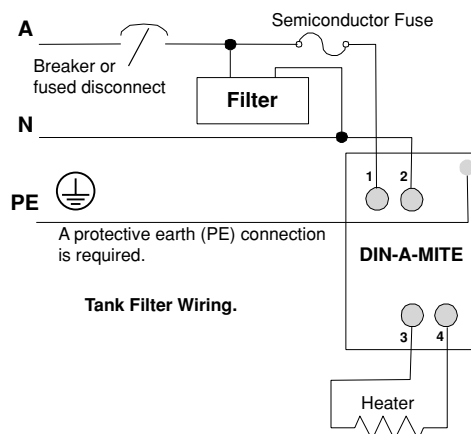 A
Semiconductor Fuse
Breaker or
fused disconnect
Filter
N
1
2
PE
A protective earth (PE) connection
is required.
DIN-A-MITE
Tank Filter Wiring.
3
4
Heater